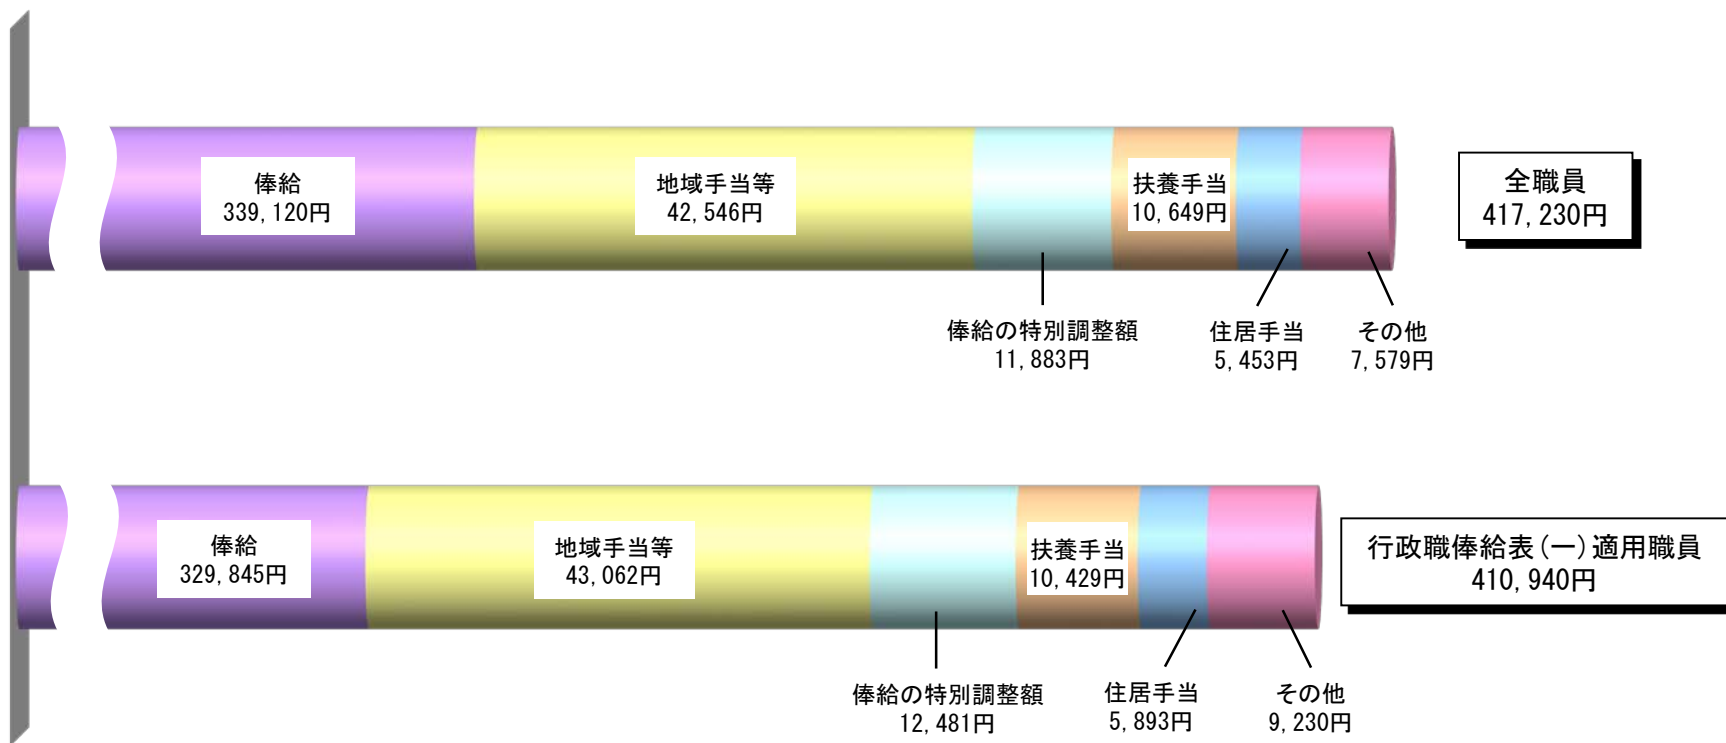 俸給
339,120円
地域手当等
42,546円
扶養手当
10,649円
全職員
417,230円
俸給の特別調整額
11,883円
住居手当
5,453円
その他
7,579円
俸給
329,845円
地域手当等
43,062円
扶養手当
10,429円
行政職俸給表(一)適用職員
410,940円
俸給の特別調整額
12,481円
住居手当
5,893円
その他
9,230円